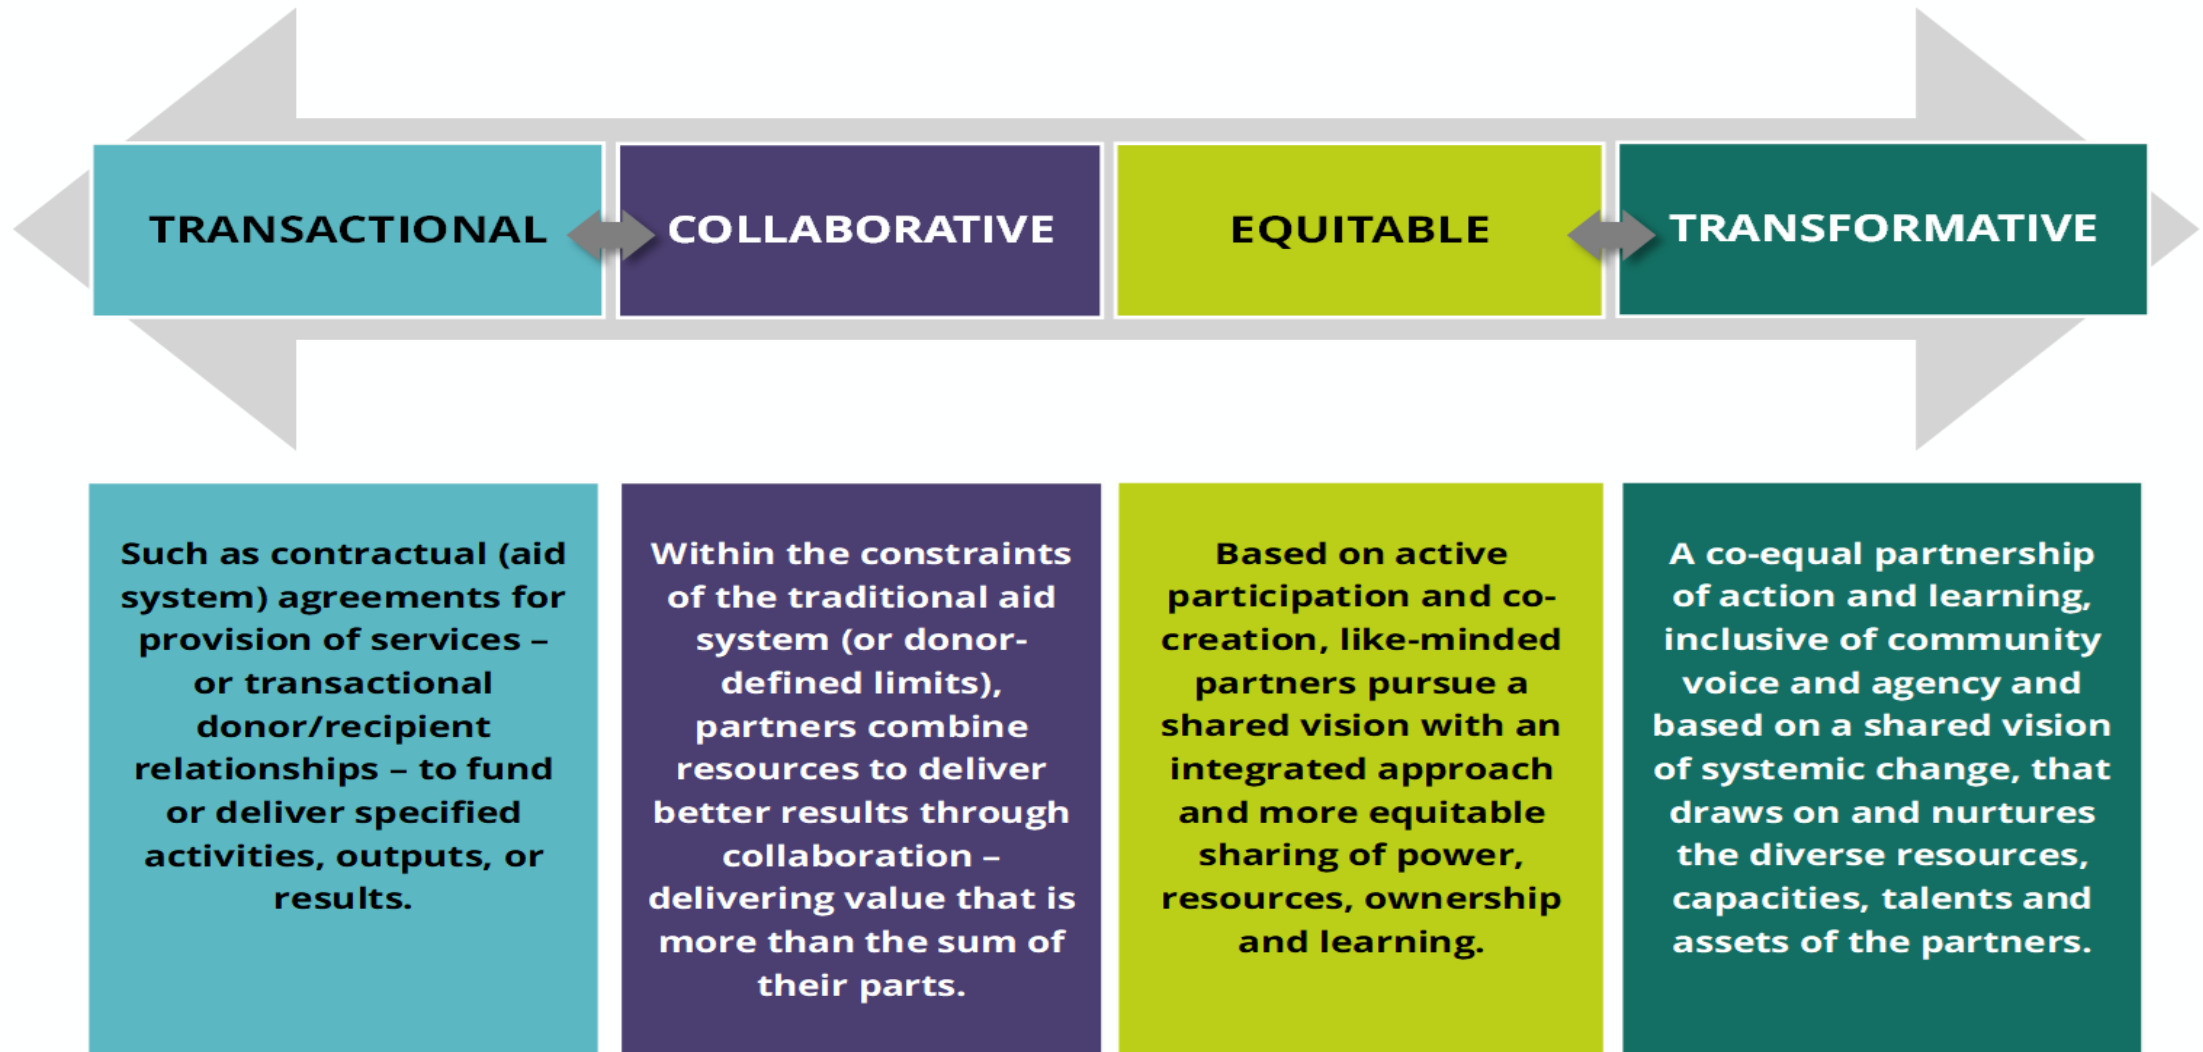 TRANSACTIONAL
COLLABORATIVE
EQUITABLE
TRANSFORMATIVE
Such as contractual (aid
system) agreements for
provision of services –
or transactional
donor/recipient
relationships – to fund
or deliver specified
activities, outputs, or
results.
Within the constraints
of the traditional aid
system (or donor-
defined limits),
partners combine
resources to deliver
better results through
collaboration –
delivering value that is
more than the sum of
their parts.
Based on active
participation and co-
creation, like-minded
partners pursue a
shared vision with an
integrated approach
and more equitable
sharing of power,
resources, ownership
and learning.
A co-equal partnership
of action and learning,
inclusive of community
voice and agency and
based on a shared vision
of systemic change, that
draws on and nurtures
the diverse resources,
capacities, talents and
assets of the partners.